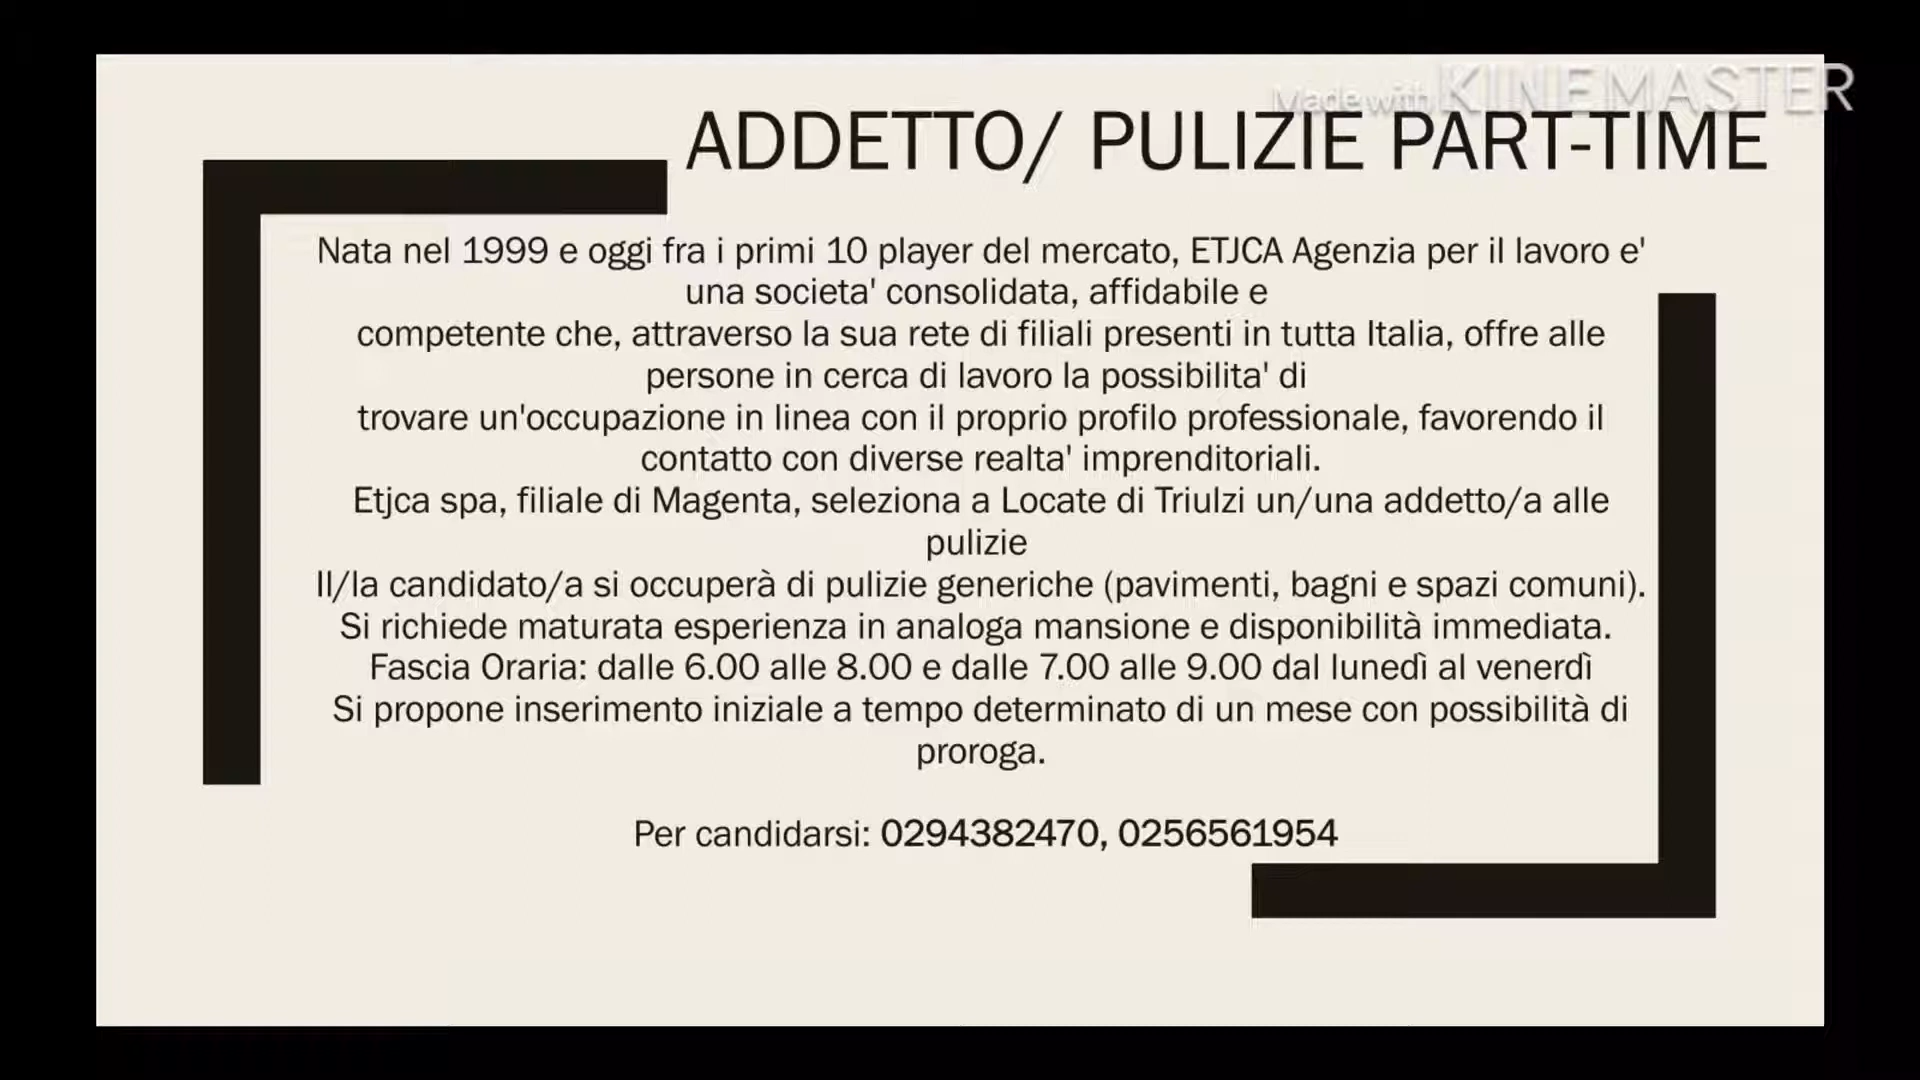 Made with KINEMASTER
ADDETTO/ PULIZIE PART-TIME
Nata nel 1999 e oggi fra i primi 10 player del mercato, ETJCA Agenzia per il lavoro e'
una societa' consolidata, affidabile e
competente che, attraverso la sua rete di filiali presenti in tutta Italia, offre alle
persone in cerca di lavoro la possibilita' di
trovare un'occupazione in linea con il proprio profilo professionale, favorendo il
contatto con diverse realta' imprenditoriali.
Etjca spa, filiale di Magenta, seleziona a Locate di Triulzi un/una addetto/a alle
pulizie
Il/la candidato/a si occuperà di pulizie generiche (pavimenti, bagni e spazi comuni).
Si richiede maturata esperienza in analoga mansione e disponibilità immediata.
Fascia Oraria: dalle 6.00 alle 8.00 e dalle 7.00 alle 9.00 dal lunedì al venerdì
Si propone inserimento iniziale a tempo determinato di un mese con possibilità di
proroga.
Per candidarsi: 0294382470, 0256561954